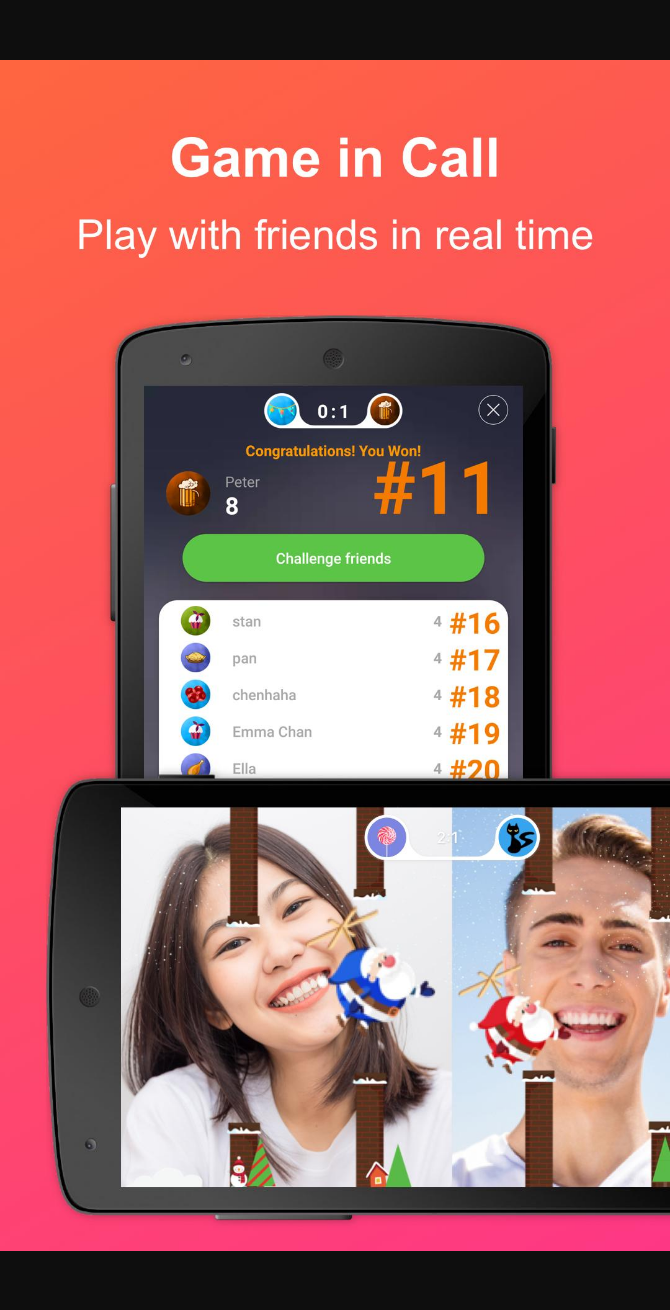 Game in Call
Play with friends in real time
0:1
Congratulations! You Won!
Peter
8
#11
Challenge friends
stan 4 #16
pan 4 #17
chenhaha 4 #18
Emma Chan 4 #19
Ella 4 #20
2:1